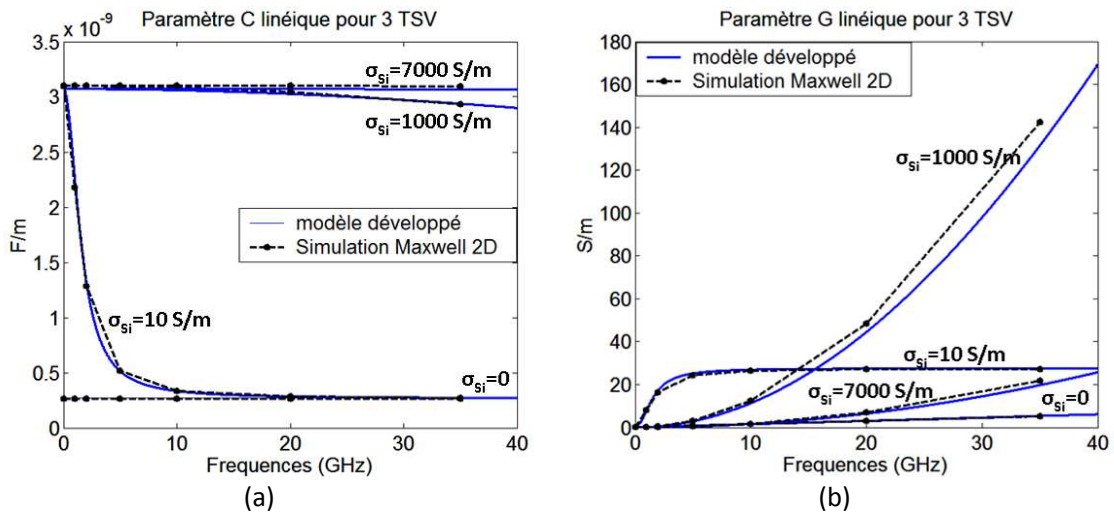 Paramètre C linéique pour 3 TSV
x 10⁻⁹
3.5
3
2.5
2
1.5
1
0.5
0
F/m
σSi=7000 S/m
σSi=1000 S/m
modèle développé
Simulation Maxwell 2D
σSi=10 S/m
σSi=0
0 10 20 30 40
Frequences (GHz)
(a)
Paramètre G linéique pour 3 TSV
180
160
140
120
100
80
60
40
20
0
S/m
modèle développé
Simulation Maxwell 2D
σSi=1000 S/m
σSi=10 S/m
σSi=7000 S/m
σSi=0
0 10 20 30 40
Frequences (GHz)
(b)